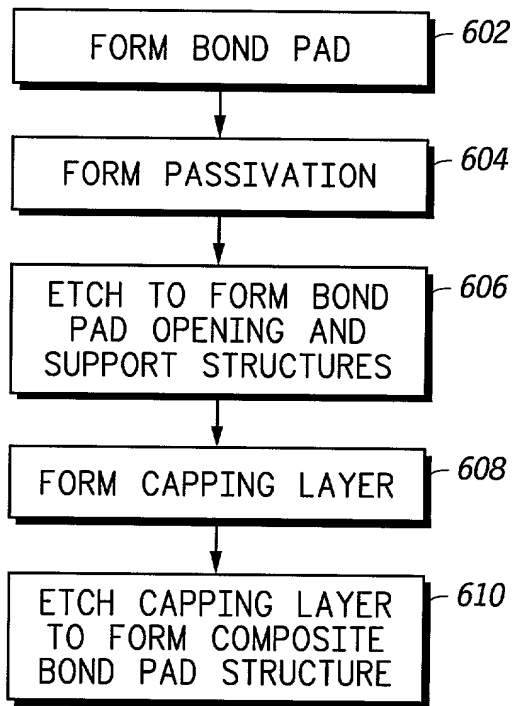 FORM BOND PAD
602
FORM PASSIVATION
604
ETCH TO FORM BOND
PAD OPENING AND
SUPPORT STRUCTURES
606
FORM CAPPING LAYER
608
ETCH CAPPING LAYER
TO FORM COMPOSITE
BOND PAD STRUCTURE
610